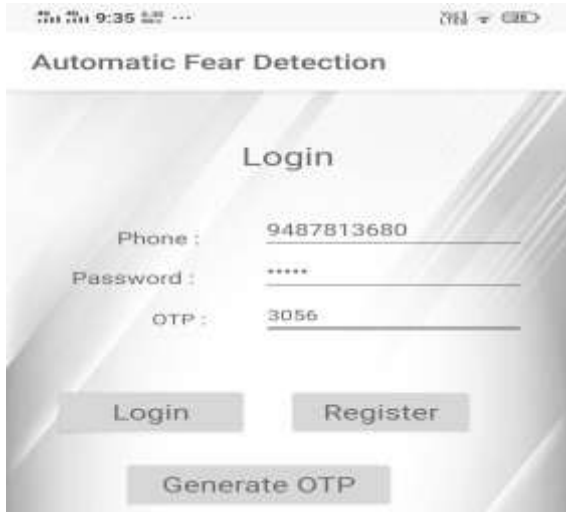 9:35 ...
Automatic Fear Detection
Login
Phone : 9487813680
Password : •••••
OTP : 3056
Login Register
Generate OTP